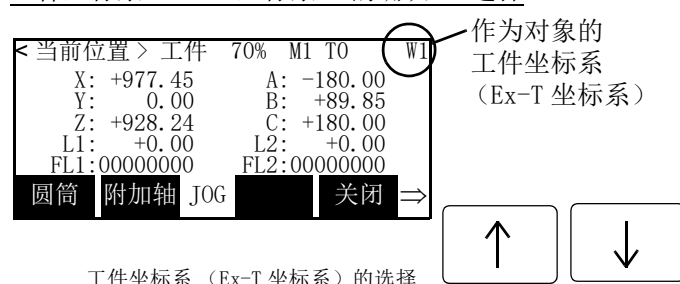 <当前位置> 工件 70% M1 T0 W1
X: +977.45 A: -180.00
Y: 0.00 B: +89.85
Z: +928.24 C: +180.00
L1: +0.00 L2: +0.00
FL1:00000000 FL2:00000000
圆筒 附加轴 JOG 关闭 ⇒
作为对象的
工件坐标系
（Ex-T 坐标系）
↑ ↓
工件坐标系 （Ex-T 坐标系）的选择